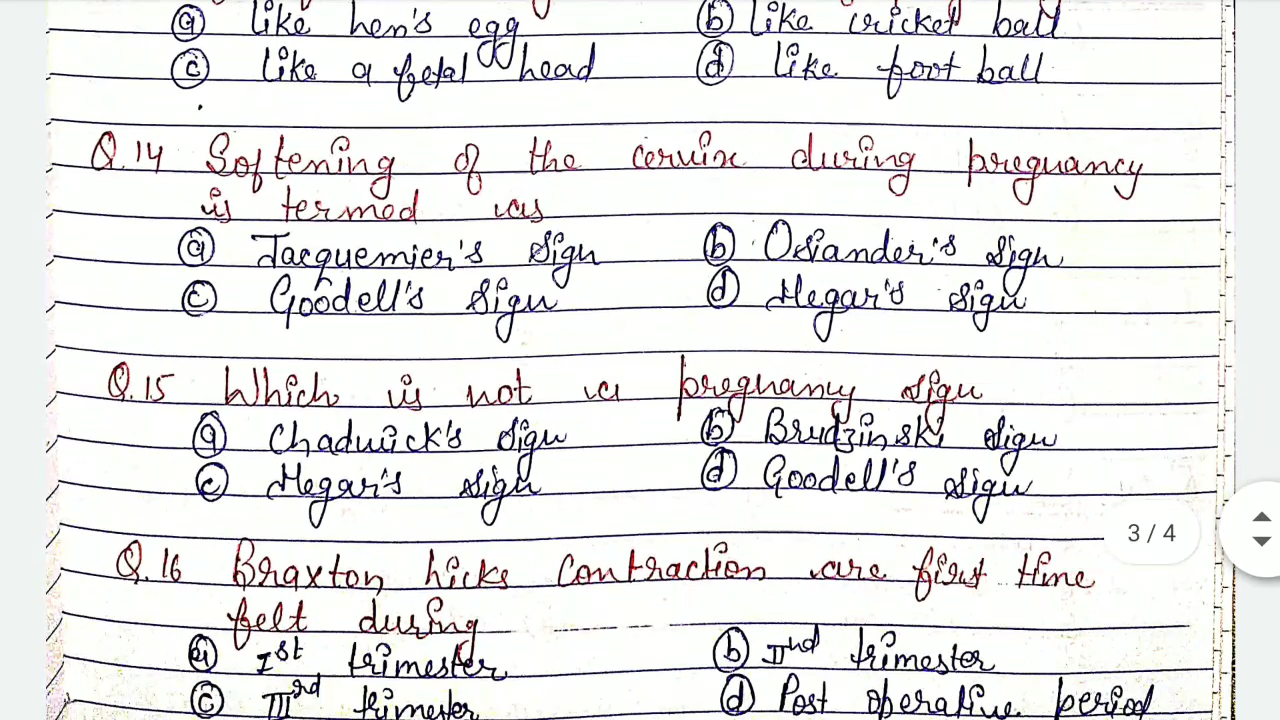 (a) like hen's egg (b) like cricket ball
(c) like a fetal head (d) like foot ball
Q.14 Softening of the cervix during pregnancy
is termed as
(a) Jacquemier's sign (b) Osiander's sign
(c) Goodell's sign (d) Hegar's sign
Q.15 Which is not a pregnancy sign
(a) Chadwick's sign (b) Brudzinski sign
(c) Hegar's sign (d) Goodell's sign
3 / 4
Q.16 Braxton hicks contraction are first time
felt during
(a) Ist trimester (b) IInd trimester
(c) IIIrd trimester (d) Post operative period